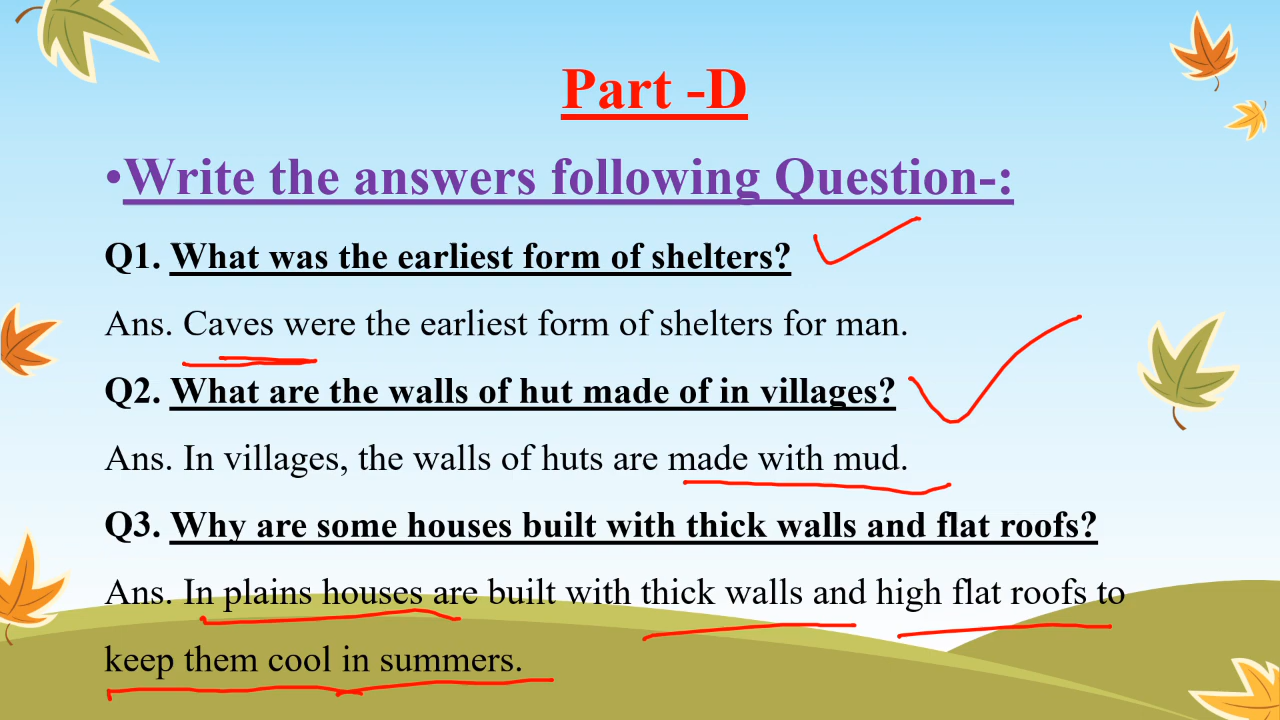 Part -D
•Write the answers following Question-:
Q1. What was the earliest form of shelters?
Ans. Caves were the earliest form of shelters for man.
Q2. What are the walls of hut made of in villages?
Ans. In villages, the walls of huts are made with mud.
Q3. Why are some houses built with thick walls and flat roofs?
Ans. In plains houses are built with thick walls and high flat roofs to
keep them cool in summers.